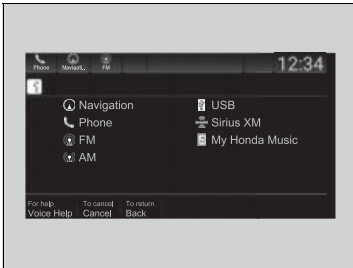 Phone Navigati.. FM 12:34
Navigation
Phone
FM
AM
USB
Sirius XM
My Honda Music
For help To cancel To return
Voice Help Cancel Back